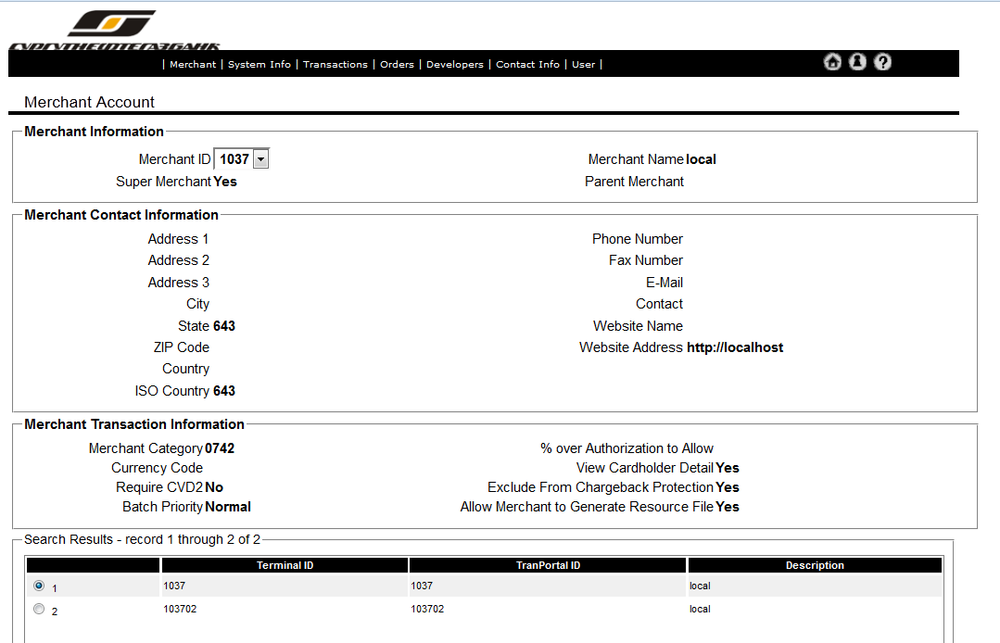 | Merchant | System Info | Transactions | Orders | Developers | Contact Info | User |
Merchant Account
Merchant Information
Merchant ID 1037 Merchant Name local
Super Merchant Yes Parent Merchant
Merchant Contact Information
Address 1 Phone Number
Address 2 Fax Number
Address 3 E-Mail
City Contact
State 643 Website Name
ZIP Code Website Address http://localhost
Country
ISO Country 643
Merchant Transaction Information
Merchant Category 0742 % over Authorization to Allow
Currency Code View Cardholder Detail Yes
Require CVD2 No Exclude From Chargeback Protection Yes
Batch Priority Normal Allow Merchant to Generate Resource File Yes
Search Results - record 1 through 2 of 2
Terminal ID TranPortal ID Description
1 1037 1037 local
2 103702 103702 local